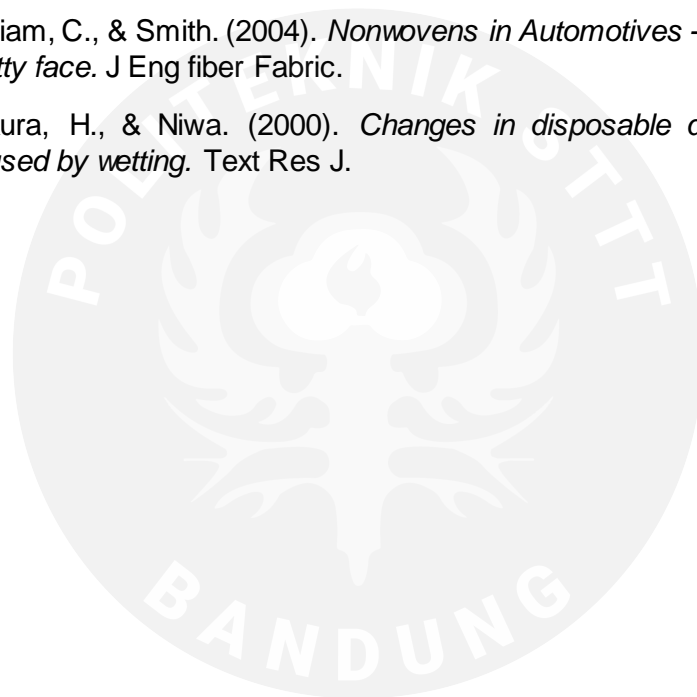 iam, C., & Smith. (2004). Nonwovens in Automotives -
tty face. J Eng fiber Fabric.
ura, H., & Niwa. (2000). Changes in disposable d
used by wetting. Text Res J.
POLITEKNIK STTT
BANDUNG